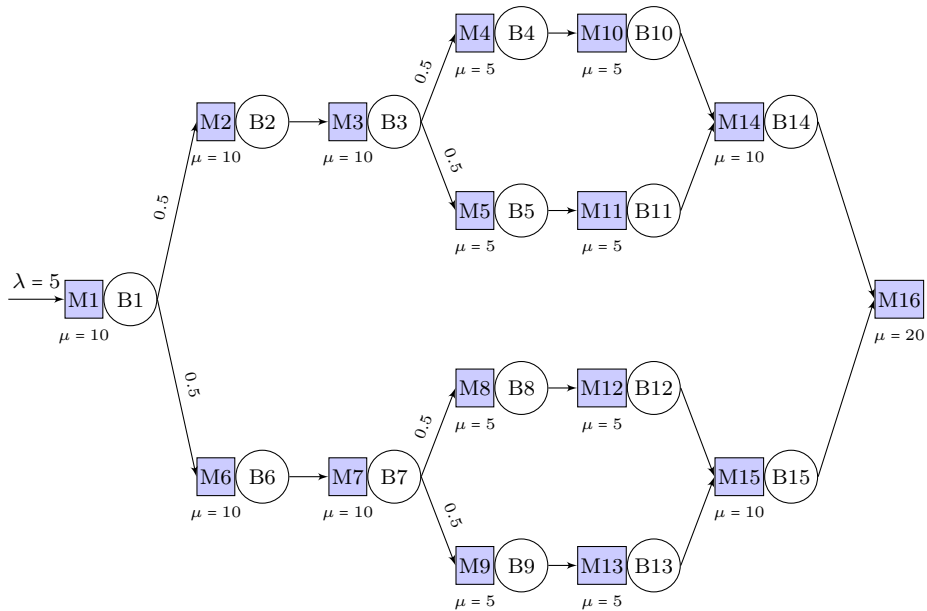 M4 B4 M10 B10
μ = 5 μ = 5
0.5
M2 B2 M3 B3 M14 B14
μ = 10 μ = 10 μ = 10
0.5
0.5
M5 B5 M11 B11
μ = 5 μ = 5
λ = 5
M1 B1 M16
μ = 10 μ = 20
0.5
M8 B8 M12 B12
μ = 5 μ = 5
0.5
M6 B6 M7 B7 M15 B15
μ = 10 μ = 10 μ = 10
0.5
M9 B9 M13 B13
μ = 5 μ = 5